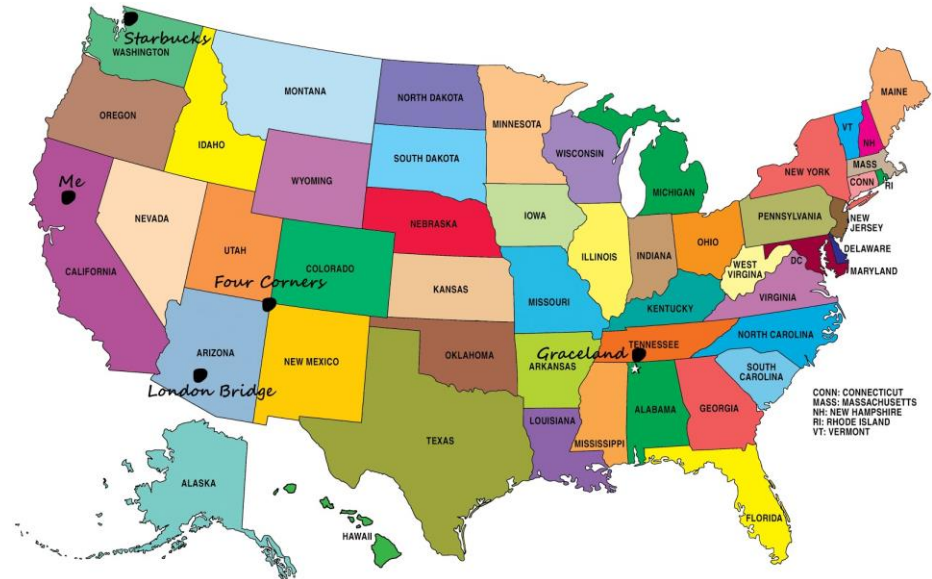 Starbucks
WASHINGTON
MONTANA
NORTH DAKOTA
MINNESOTA
MAINE
OREGON
IDAHO
SOUTH DAKOTA
WISCONSIN
MICHIGAN
VT
NH
NEW YORK
MASS
CONN
RI
Me
WYOMING
NEVADA
NEBRASKA
IOWA
PENNSYLVANIA
NEW
JERSEY
UTAH
COLORADO
ILLINOIS
INDIANA
OHIO
DELAWARE
WEST
VIRGINA
DC
MARYLAND
CALIFORNIA
Four Corners
KANSAS
MISSOURI
KENTUCKY
VIRGINIA
ARIZONA
NEW MEXICO
OKLAHOMA
Graceland
TENNESSEE
NORTH CAROLINA
ARKANSAS
SOUTH
CAROLINA
London Bridge
TEXAS
LOUISIANA
MISSISSIPPI
ALABAMA
GEORGIA
CONN: CONNECTICUT
MASS: MASSACHUSETTS
NH: NEW HAMPSHIRE
RI: RHODE ISLAND
VT: VERMONT
ALASKA
HAWAII
FLORIDA